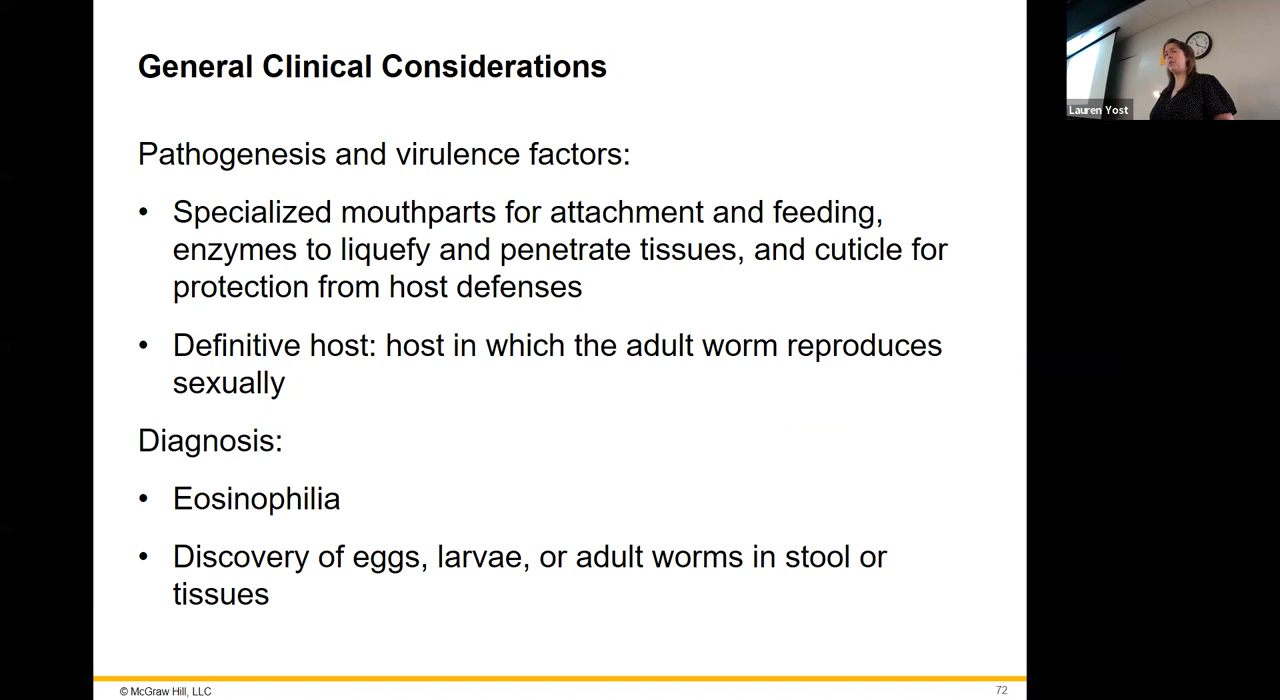 General Clinical Considerations
Pathogenesis and virulence factors:
• Specialized mouthparts for attachment and feeding,
enzymes to liquefy and penetrate tissues, and cuticle for
protection from host defenses
• Definitive host: host in which the adult worm reproduces
sexually
Diagnosis:
• Eosinophilia
• Discovery of eggs, larvae, or adult worms in stool or
tissues
© McGraw Hill, LLC
72
Lauren Yost